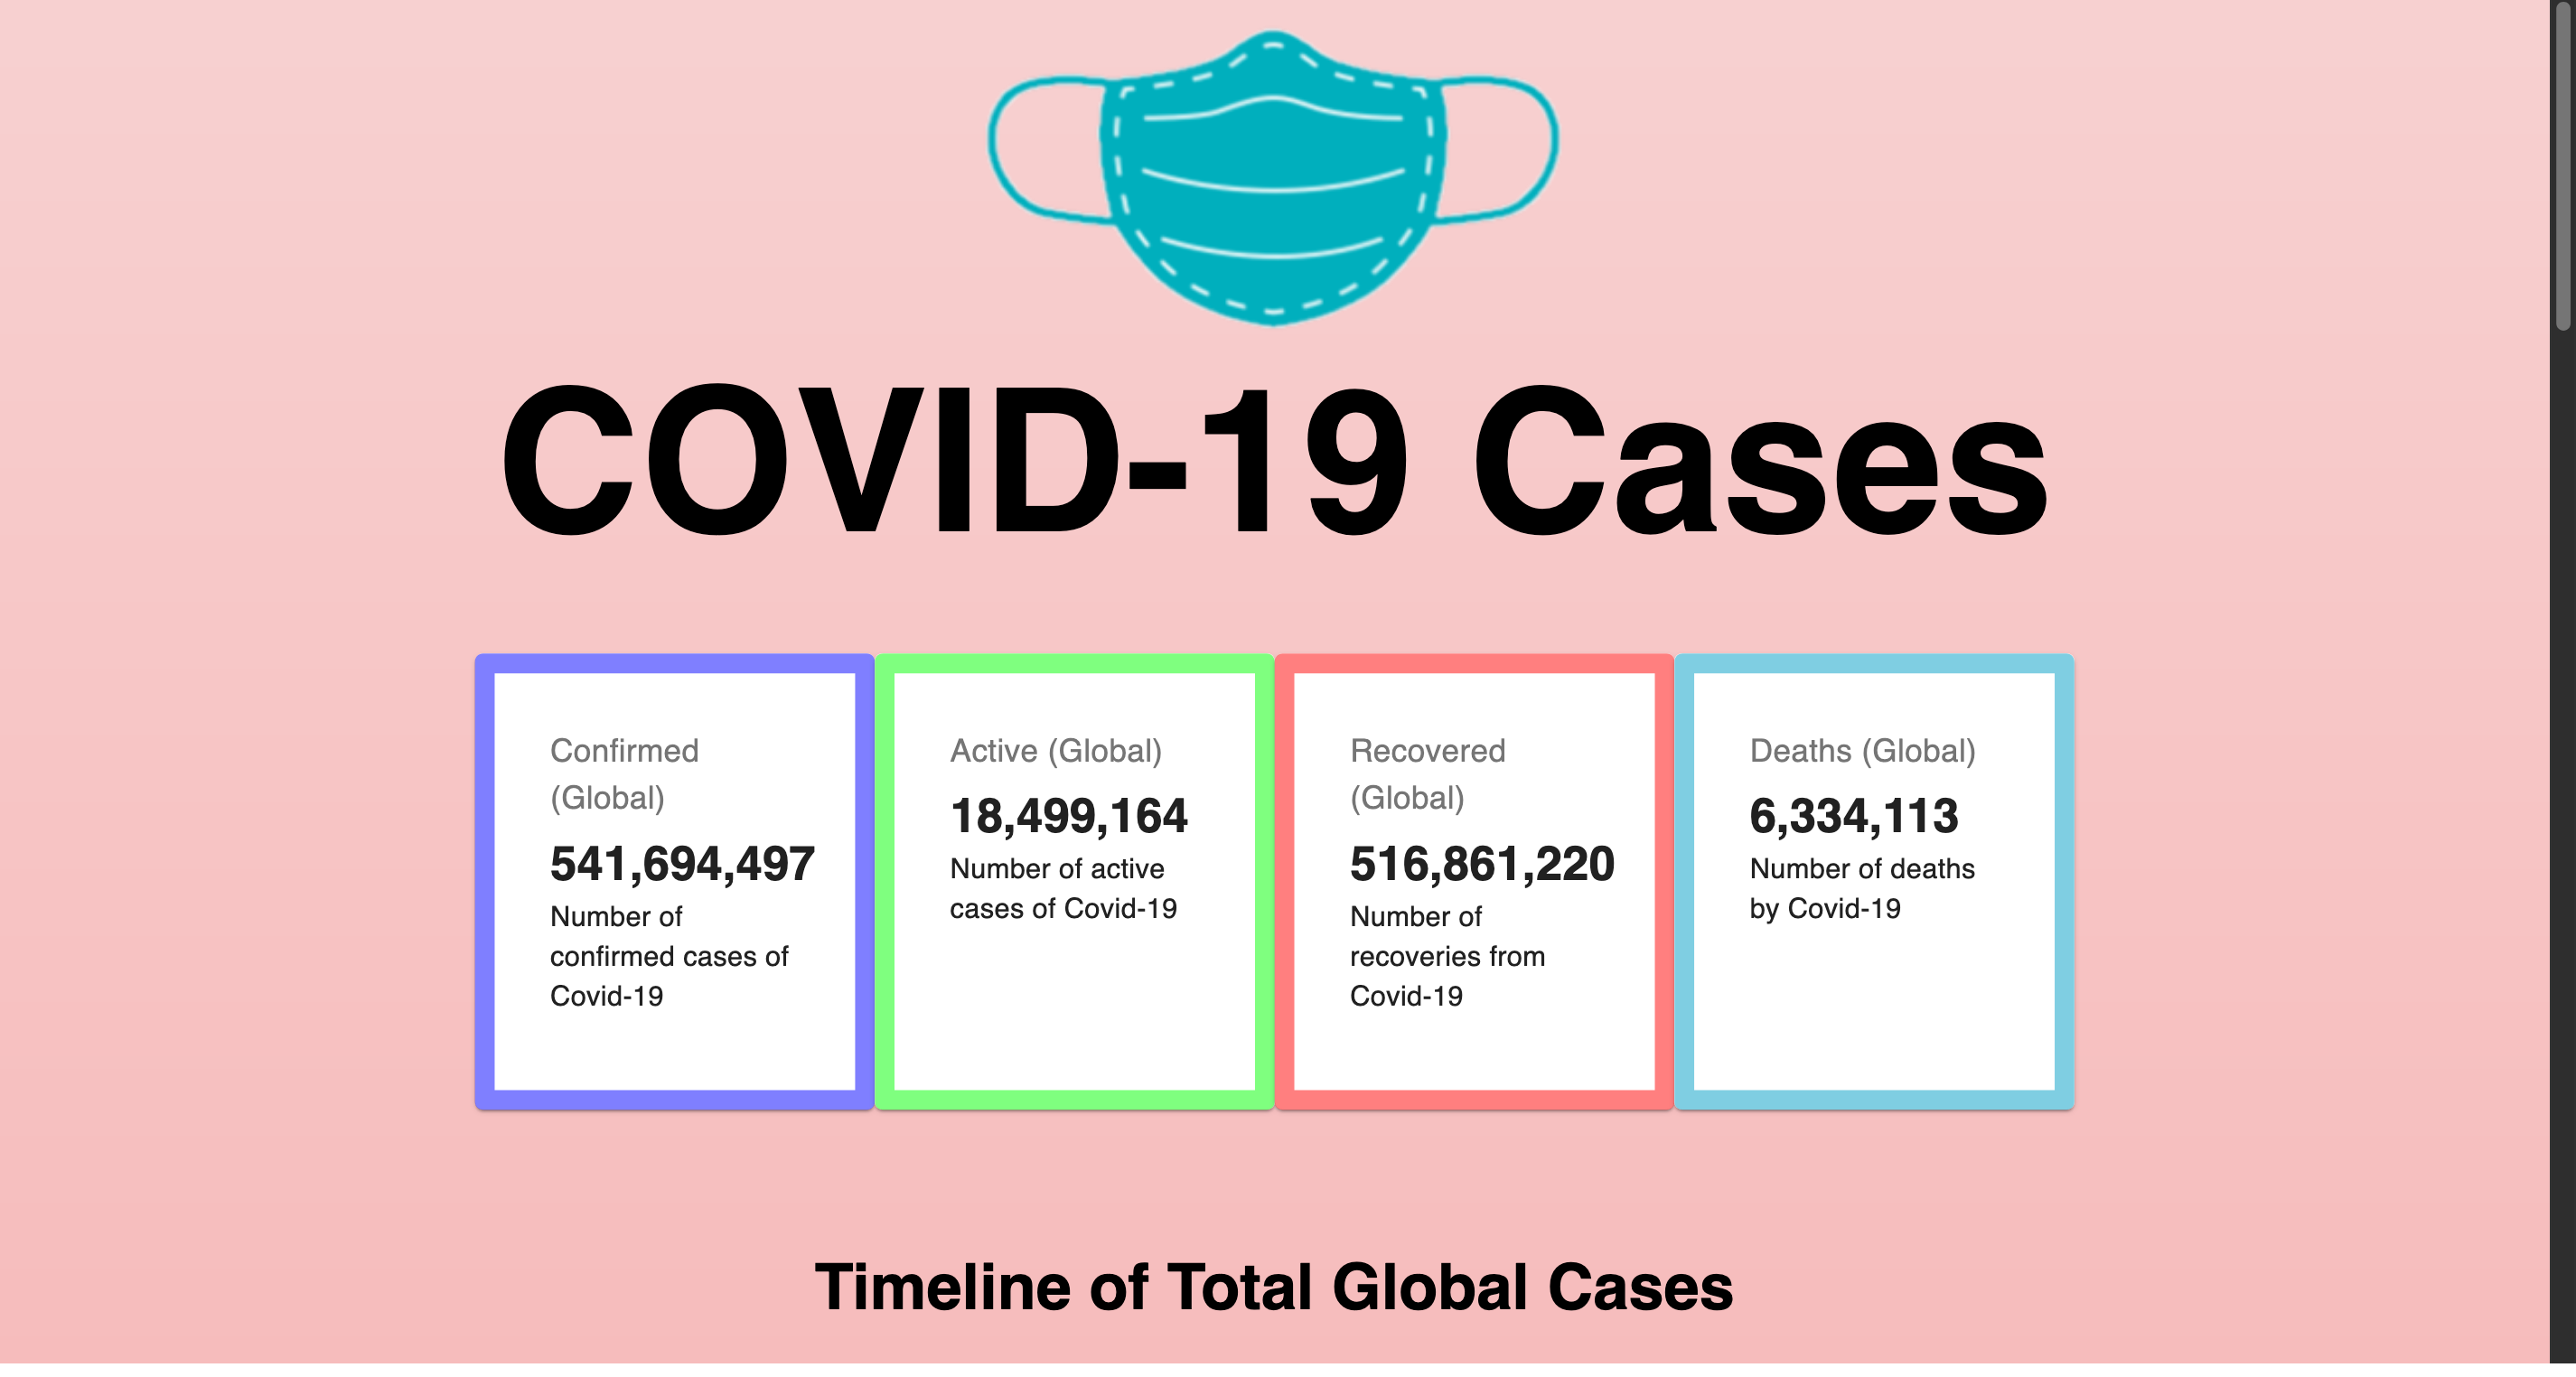 COVID-19 Cases
Confirmed
(Global)
541,694,497
Number of
confirmed cases of
Covid-19
Active (Global)
18,499,164
Number of active
cases of Covid-19
Recovered
(Global)
516,861,220
Number of
recoveries from
Covid-19
Deaths (Global)
6,334,113
Number of deaths
by Covid-19
Timeline of Total Global Cases